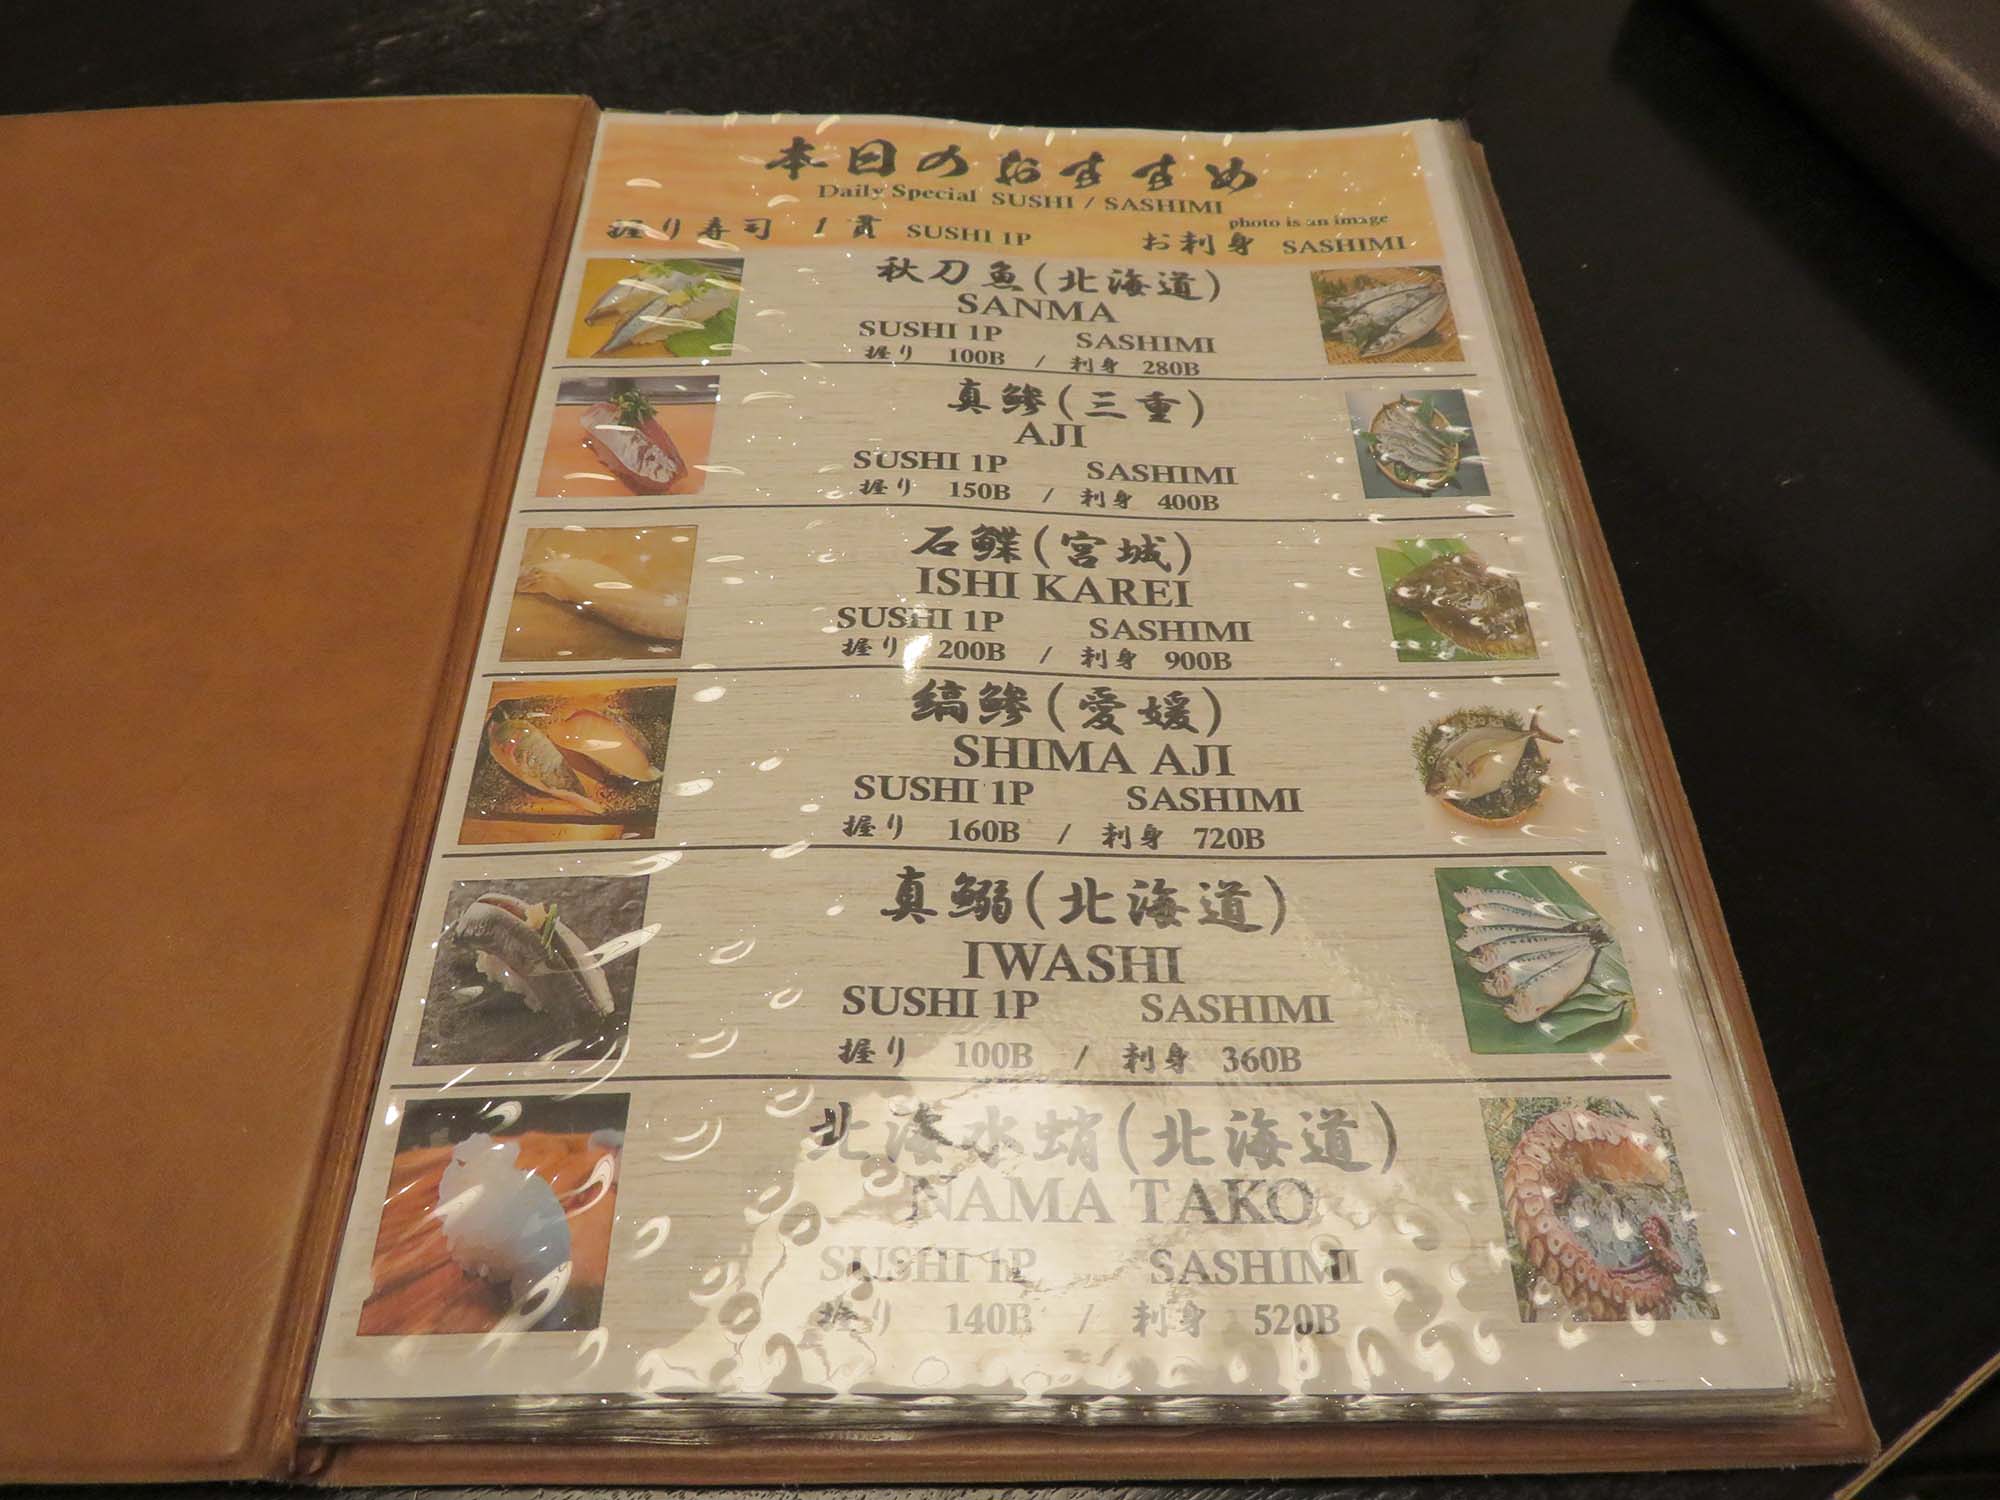 本日のおすすめ
Daily Special SUSHI / SASHIMI
photo is an image
握り寿司 1貫 SUSHI 1P お刺身 SASHIMI
秋刀魚(北海道)
SANMA
SUSHI 1P SASHIMI
握り 100B / 刺身 280B
真鯵(三重)
AJI
SUSHI 1P SASHIMI
握り 150B / 刺身 400B
石鰈(宮城)
ISHI KAREI
SUSHI 1P SASHIMI
握り 200B / 刺身 900B
縞鯵(愛媛)
SHIMA AJI
SUSHI 1P SASHIMI
握り 160B / 刺身 720B
真鰯(北海道)
IWASHI
SUSHI 1P SASHIMI
握り 100B / 刺身 360B
北海水蛸(北海道)
NAMA TAKO
SUSHI 1P SASHIMI
握り 140B / 刺身 520B